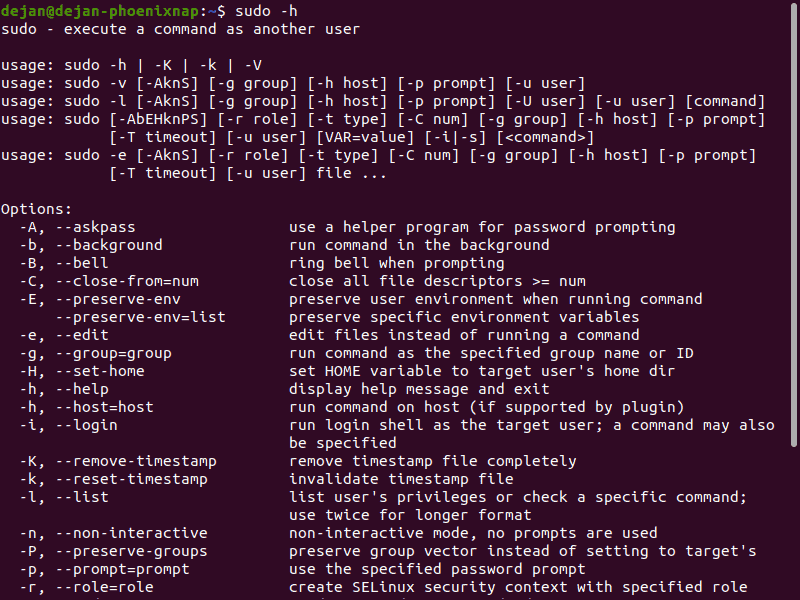 dejan@dejan-phoenixnap:~$ sudo -h
sudo - execute a command as another user

usage: sudo -h | -K | -k | -V
usage: sudo -v [-AknS] [-g group] [-h host] [-p prompt] [-u user]
usage: sudo -l [-AknS] [-g group] [-h host] [-p prompt] [-U user] [-u user] [command]
usage: sudo [-AbEHknPS] [-r role] [-t type] [-C num] [-g group] [-h host] [-p prompt]
            [-T timeout] [-u user] [VAR=value] [-i|-s] [<command>]
usage: sudo -e [-AknS] [-r role] [-t type] [-C num] [-g group] [-h host] [-p prompt]
            [-T timeout] [-u user] file ...

Options:
  -A, --askpass                 use a helper program for password prompting
  -b, --background              run command in the background
  -B, --bell                    ring bell when prompting
  -C, --close-from=num          close all file descriptors >= num
  -E, --preserve-env            preserve user environment when running command
      --preserve-env=list       preserve specific environment variables
  -e, --edit                    edit files instead of running a command
  -g, --group=group             run command as the specified group name or ID
  -H, --set-home                set HOME variable to target user's home dir
  -h, --help                    display help message and exit
  -h, --host=host               run command on host (if supported by plugin)
  -i, --login                   run login shell as the target user; a command may also
                                be specified
  -K, --remove-timestamp        remove timestamp file completely
  -k, --reset-timestamp         invalidate timestamp file
  -l, --list                    list user's privileges or check a specific command;
                                use twice for longer format
  -n, --non-interactive         non-interactive mode, no prompts are used
  -P, --preserve-groups         preserve group vector instead of setting to target's
  -p, --prompt=prompt           use the specified password prompt
  -r, --role=role               create SELinux security context with specified role